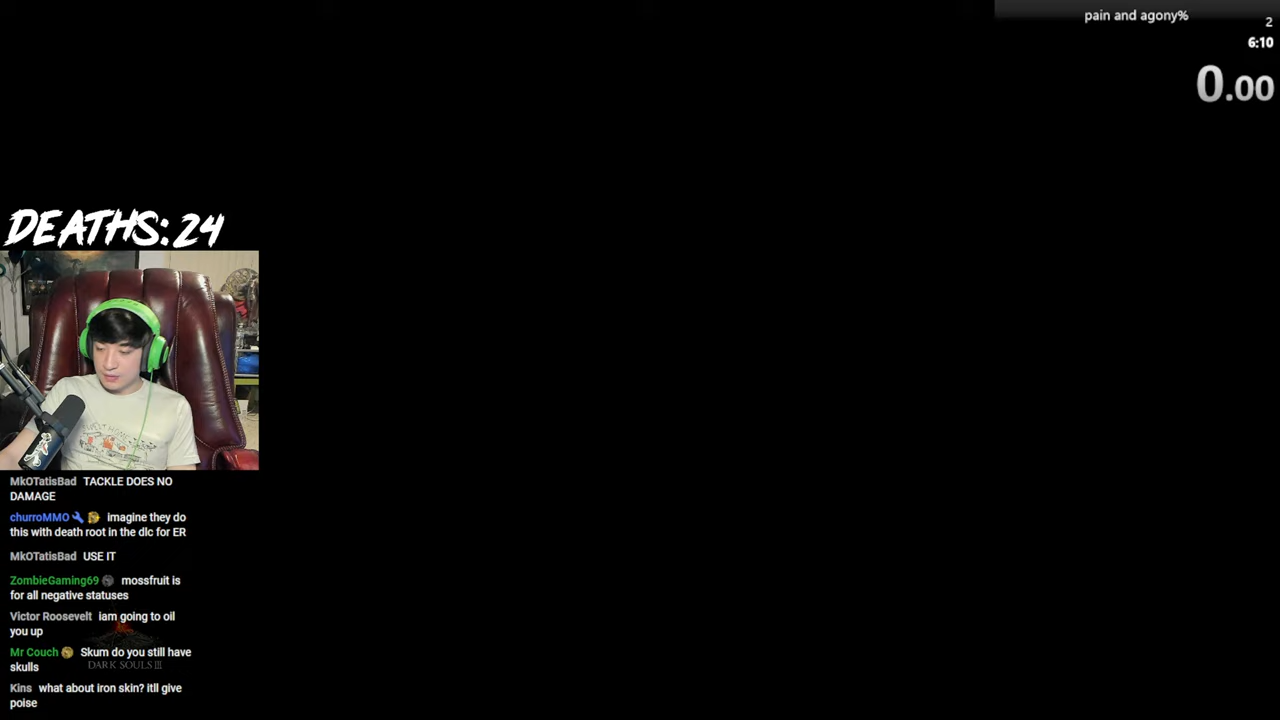 pain and agony%
2
6:10
0.00
DEATHS:24
MkOTatisBad TACKLE DOES NO
DAMAGE
churroMMO imagine they do
this with death root in the dlc for ER
MkOTatisBad USE IT
ZombieGaming69 mossfruit is
for all negative statuses
Victor Roosevelt iam going to oil
you up
Mr Couch Skum do you still have
skulls
DARK SOULS III
Kins what about iron skin? itll give
poise